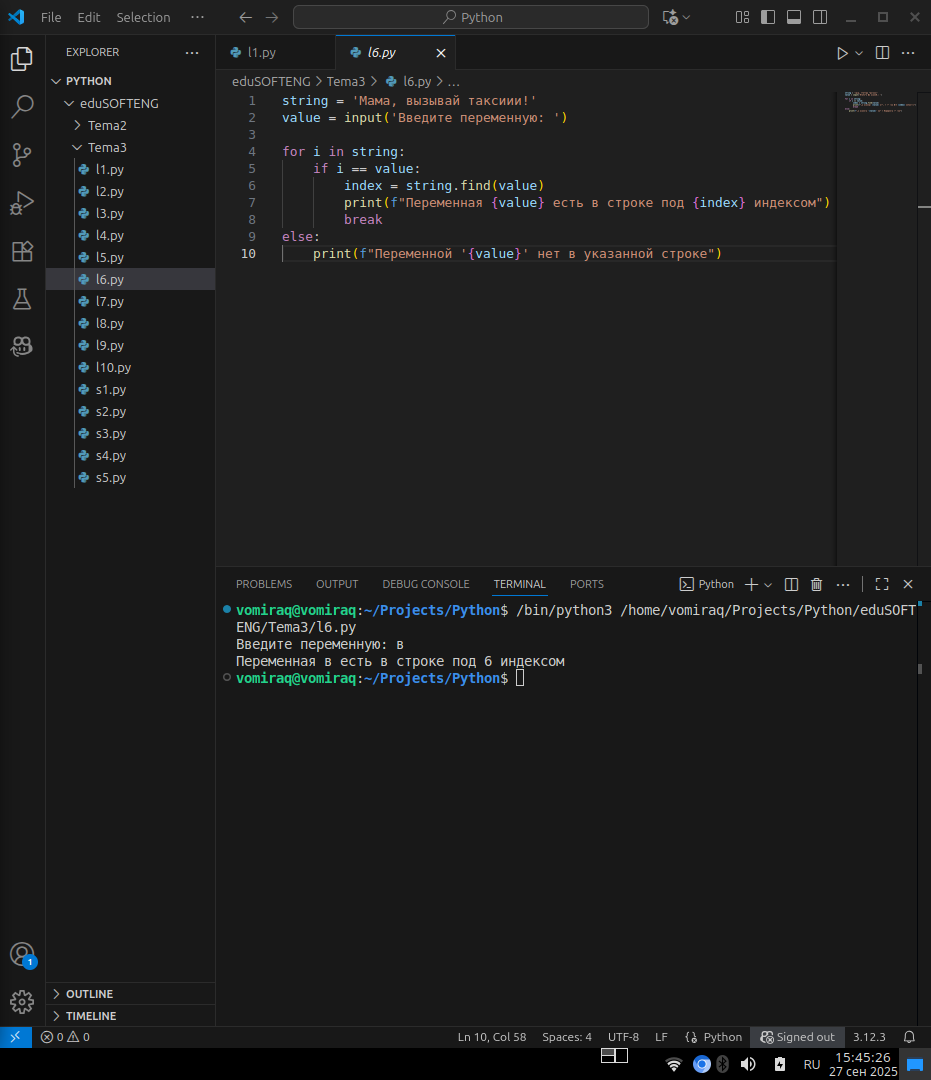 File Edit Selection ··· Python
EXPLORER ···
PYTHON
eduSOFTENG
Tema2
Tema3
l1.py
l2.py
l3.py
l4.py
l5.py
l6.py
l7.py
l8.py
l9.py
l10.py
s1.py
s2.py
s3.py
s4.py
s5.py
OUTLINE
TIMELINE
l1.py l6.py
eduSOFTENG > Tema3 > l6.py > ...
1 string = 'Мама, вызывай таксиии!'
2 value = input('Введите переменную: ')
3
4 for i in string:
5 if i == value:
6 index = string.find(value)
7 print(f"Переменная {value} есть в строке под {index} индексом")
8 break
9 else:
10 print(f"Переменной '{value}' нет в указанной строке")
PROBLEMS OUTPUT DEBUG CONSOLE TERMINAL PORTS Python
vomiraq@vomiraq:~/Projects/Python$ /bin/python3 /home/vomiraq/Projects/Python/eduSOFT
ENG/Tema3/l6.py
Введите переменную: в
Переменная в есть в строке под 6 индексом
vomiraq@vomiraq:~/Projects/Python$
1
0 0 Ln 10, Col 58 Spaces: 4 UTF-8 LF {} Python Signed out 3.12.3
RU 15:45:26
27 сен 2025